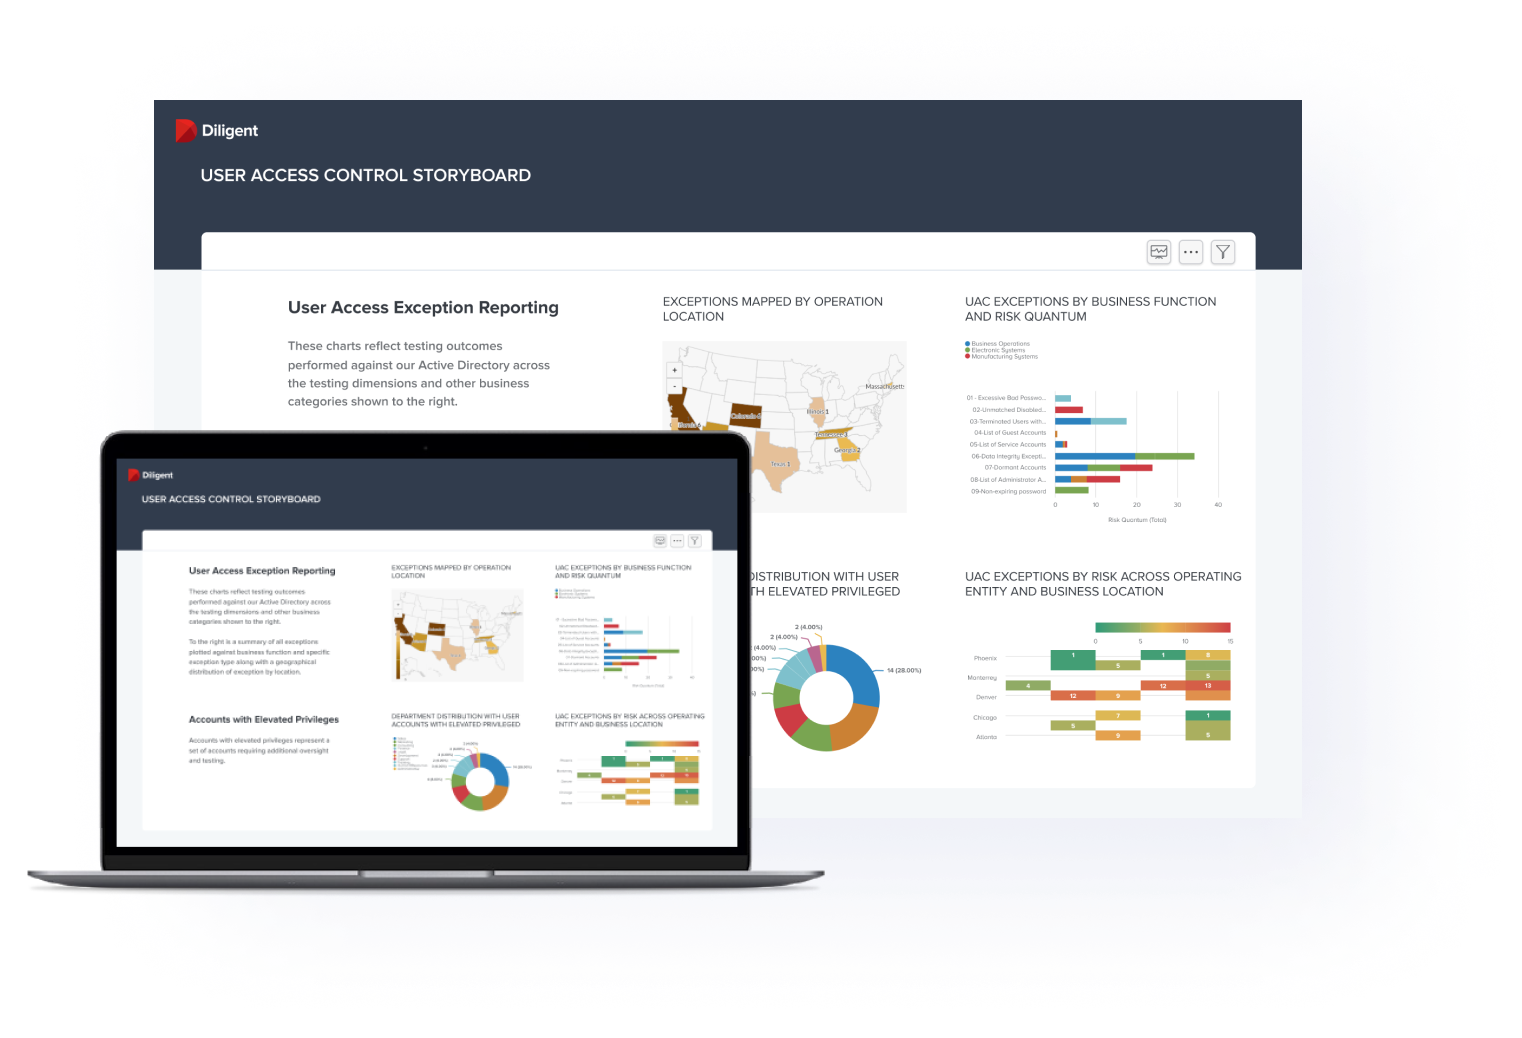 Diligent
USER ACCESS CONTROL STORYBOARD
User Access Exception Reporting
These charts reflect testing outcomes
performed against our Active Directory across
the testing dimensions and other business
categories shown to the right.
EXCEPTIONS MAPPED BY OPERATION
LOCATION
+
-
Massachusetts
Colorado
Illinois 1
California
Tennessee
Georgia 2
Texas 1
UAC EXCEPTIONS BY BUSINESS FUNCTION
AND RISK QUANTUM
Business Operations
Electronic Systems
Manufacturing Systems
01 - Excessive Bad Passwo...
02-Unmatched Disabled...
03-Terminated Users with...
04-List of Guest Accounts
05-List of Service Accounts
06-Data Integrity Excepti...
07-Dormant Accounts
08-List of Administrator A...
09-Non-expiring password
0 10 20 30 40
Risk Quantum (Total)
DISTRIBUTION WITH USER
TH ELEVATED PRIVILEGED
2 (4.00%)
2 (4.00%)
(4.00%)
14 (28.00%)
UAC EXCEPTIONS BY RISK ACROSS OPERATING
ENTITY AND BUSINESS LOCATION
0 5 10 15
Phoenix 1 1 8
5
Monterrey 5
4 12 13
Denver 12 9
Chicago 7 1
5
Atlanta 9 5
Diligent
USER ACCESS CONTROL STORYBOARD
User Access Exception Reporting
These charts reflect testing outcomes
performed against our Active Directory across
the testing dimensions and other business
categories shown to the right.
To the right is a summary of all exceptions
plotted against business function and specific
exception type along with a geographical
distribution of exception by location.
EXCEPTIONS MAPPED BY OPERATION
LOCATION
UAC EXCEPTIONS BY BUSINESS FUNCTION
AND RISK QUANTUM
Accounts with Elevated Privileges
Accounts with elevated privileges represent a
set of accounts requiring additional oversight
and testing.
DEPARTMENT DISTRIBUTION WITH USER
ACCOUNTS WITH ELEVATED PRIVILEGED
UAC EXCEPTIONS BY RISK ACROSS OPERATING
ENTITY AND BUSINESS LOCATION